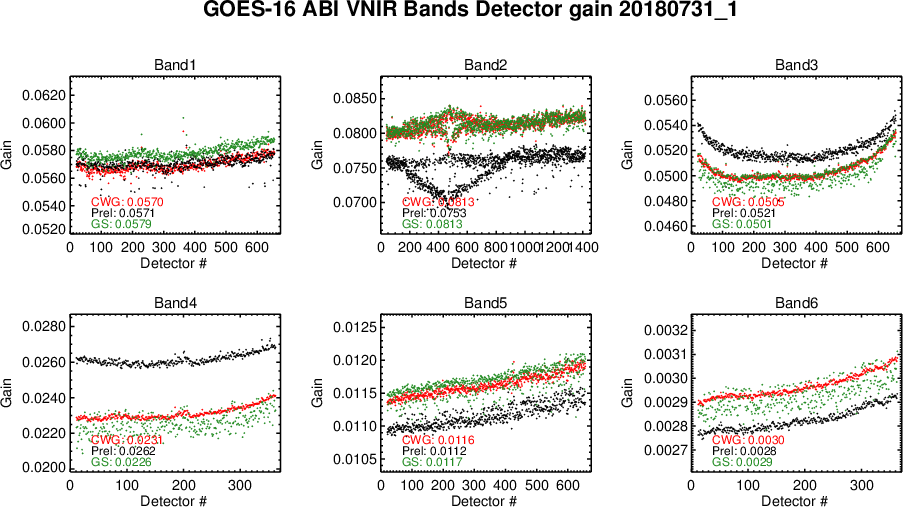 GOES-16 ABI VNIR Bands Detector gain 20180731_1
Band1
0.0620
0.0600
0.0580
0.0560
0.0540
0.0520
Gain
CWG: 0.0570
Prel: 0.0571
GS: 0.0579
0 100 200 300 400 500 600
Detector #
Band2
0.0850
0.0800
0.0750
0.0700
Gain
CWG: 0.0813
Prel: 0.0753
GS: 0.0813
0 200 400 600 800 1000 1200 1400
Detector #
Band3
0.0560
0.0540
0.0520
0.0500
0.0480
0.0460
Gain
CWG: 0.0505
Prel: 0.0521
GS: 0.0501
0 100 200 300 400 500 600
Detector #
Band4
0.0280
0.0260
0.0240
0.0220
0.0200
Gain
CWG: 0.0231
Prel: 0.0262
GS: 0.0226
0 100 200 300
Detector #
Band5
0.0125
0.0120
0.0115
0.0110
0.0105
Gain
CWG: 0.0116
Prel: 0.0112
GS: 0.0117
0 100 200 300 400 500 600
Detector #
Band6
0.0032
0.0031
0.0030
0.0029
0.0028
0.0027
Gain
CWG: 0.0030
Prel: 0.0028
GS: 0.0029
0 100 200 300
Detector #